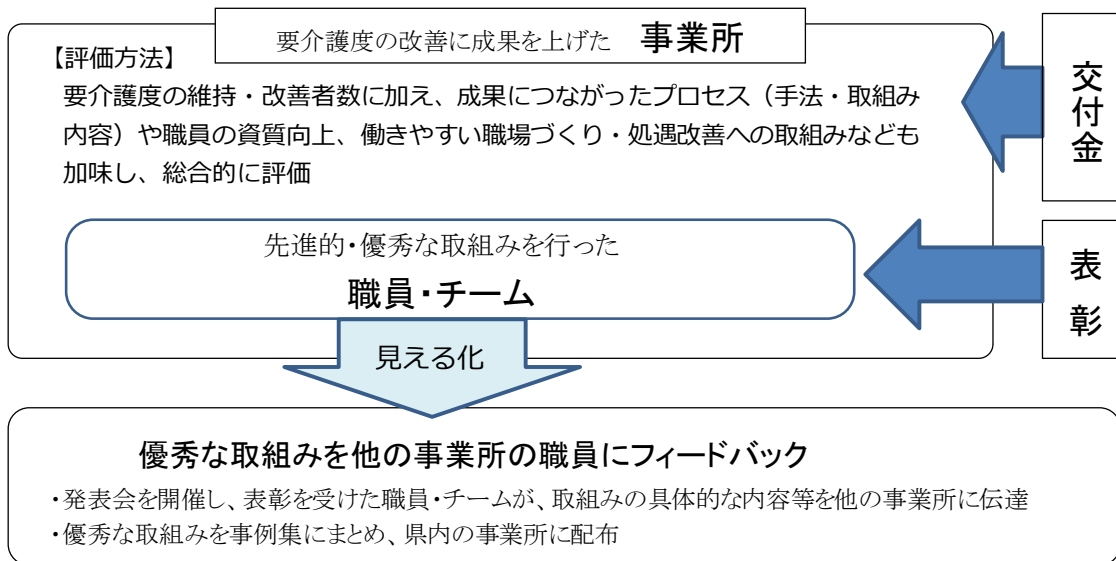 要介護度の改善に成果を上げた 事業所
【評価方法】
要介護度の維持・改善者数に加え、成果につながったプロセス（手法・取組み
内容）や職員の資質向上、働きやすい職場づくり・処遇改善への取組みなども
加味し、総合的に評価
交付金
先進的・優秀な取組みを行った
職員・チーム
表彰
見える化
優秀な取組みを他の事業所の職員にフィードバック
・発表会を開催し、表彰を受けた職員・チームが、取組みの具体的な内容等を他の事業所に伝達
・優秀な取組みを事例集にまとめ、県内の事業所に配布